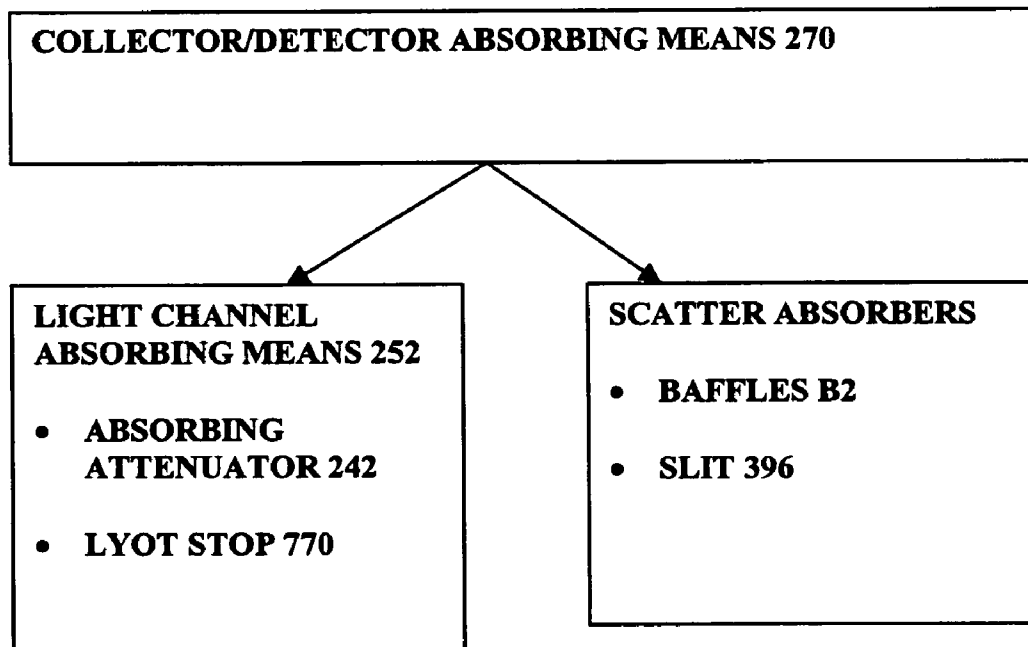 COLLECTOR/DETECTOR ABSORBING MEANS 270
LIGHT CHANNEL
ABSORBING MEANS 252
• ABSORBING
ATTENUATOR 242
• LYOT STOP 770
SCATTER ABSORBERS
• BAFFLES B2
• SLIT 396